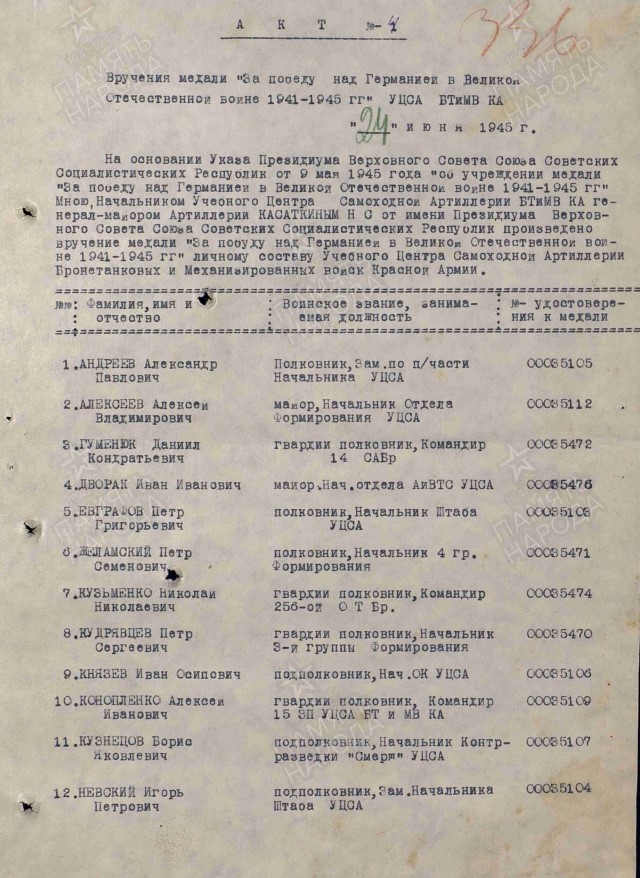 А К Т №- 4
336
Вручения медали "За победу над Германией в Великой
Отечественной войне 1941-1945 гг" УЦСА БТиМВ КА
"24" июня 1945 г.
На основании Указа Президиума Верховного Совета Союза Советских
Социалистических Республик от 9 мая 1945 года "об учреждении медали
"За победу над Германией в Великой Отечественной войне 1941-1945 гг"
Мною,Начальником Учебного Центра Самоходной Артиллерии БТиМВ КА ге-
нерал-майором Артиллерии КАСАТКИНЫМ Н С от имени Президиума Верхов-
ного Совета Союза Советских Социалистических Республик произведено
вручение медали "За побуду над Германией в Великой Отечественной вой-
не 1941-1945 гг" личному составу Учебного Центра Самоходной Артиллерии
Бронетанковых и Механизированных войск Красной Армии.
№№: Фамилия,имя и : Воинское звание, занима- : №- удостовере-
: отчество : емая должность : ния к медали
1.АНДРЕЕВ Александр Полковник,Зам.по п/части 00035105
Павлович Начальника УЦСА
2.АЛЕКСЕЕВ Алексей майор,Начальник Отдела 00035112
Владимирович Формирования УЦСА
3.ГУМЕНЮК Даниил гвардии полковник,Командир 00035472
Кондратьевич 14 САБр
4.ДВОРАК Иван Иванович майор.Нач.отдела АиВТС УЦСА 00035476
5.ЕВГРАФОВ Петр полковник,Начальник Штаба 00035108
Григорьевич УЦСА
6.ЖЕЛАМСКИЙ Петр полковник,Начальник 4 гр. 00035471
Семенович Формирования
7.КУЗЬМЕНКО Николай гвардии полковник,Командир 00035474
Николаевич 256-ой О Т Бр.
8.КУДРЯВЦЕВ Петр гвардии полковник,Начальник 00035470
Сергеевич 3-й группы Формирования
9.КНЯЗЕВ Иван Осипович подполковник,Нач.ОК УЦСА 00035106
10.КОНОПЛЕНКО Алексей гвардии полковник, Командир 00035109
Иванович 15 ЗП УЦСА БТ и МВ КА
11.КУЗНЕЦОВ Борис подполковник,Начальник Контр- 00035107
Яковлевич разведки "Смерш" УЦСА
12.НЕВСКИЙ Игорь подполковник,Зам.Начальника 00035104
Петрович Штаба УЦСА
ПАМЯТЬ
НАРОДА